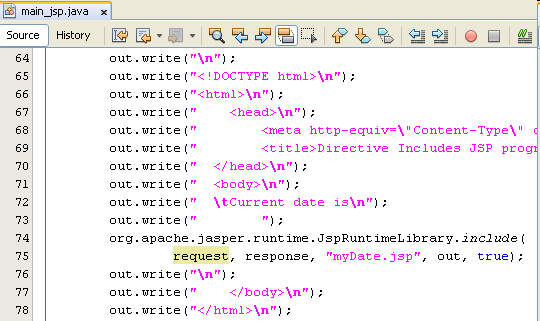 main_jsp.java
Source History
64 out.write("\n");
65 out.write("<!DOCTYPE html>\n");
66 out.write("<html>\n");
67 out.write("    <head>\n");
68 out.write("        <meta http-equiv=\"Content-Type\"
69 out.write("        <title>Directive Includes JSP
70 out.write("  </head>\n");
71 out.write("  <body>\n");
72 out.write("  \tCurrent date is\n");
73 out.write("        ");
74 org.apache.jasper.runtime.JspRuntimeLibrary.include(
75 request, response, "myDate.jsp", out, true);
76 out.write("\n");
77 out.write("    </body>\n");
78 out.write("</html>\n");